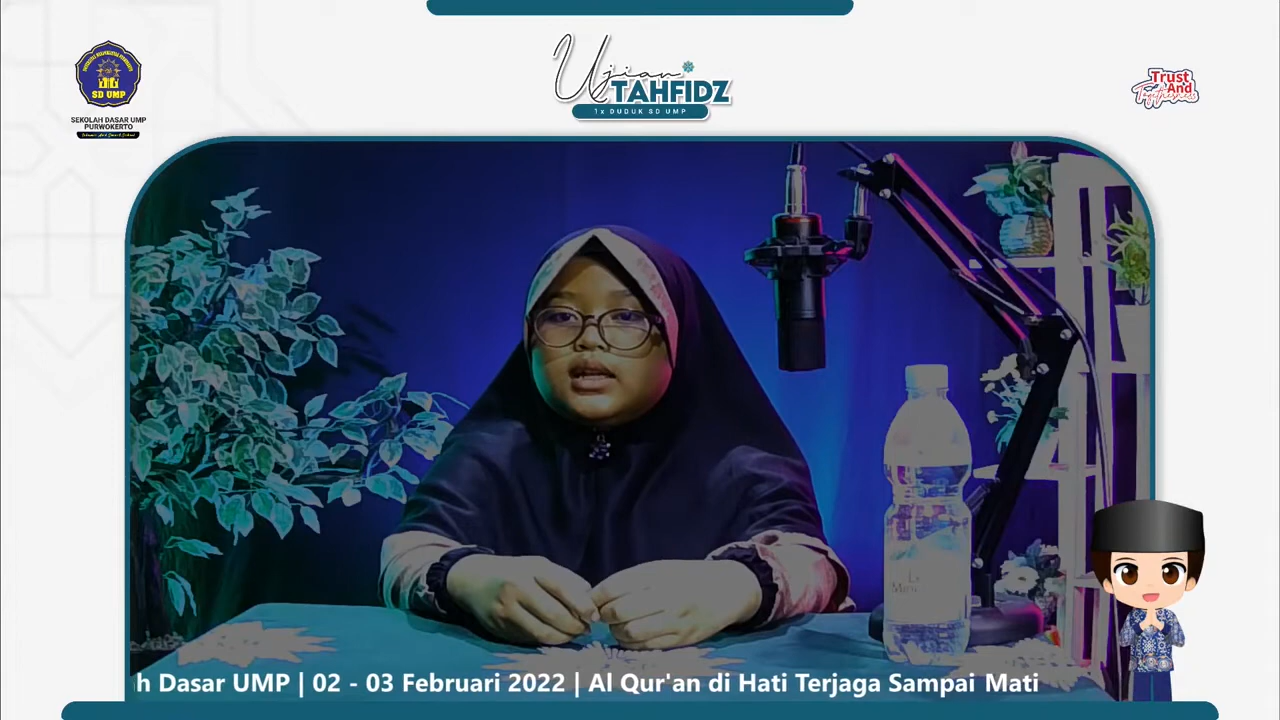 SD UMP
SEKOLAH DASAR UMP
PURWOKERTO
Ujian
TAHFIDZ
1x DUDUK SD UMP
Trust
And
Togetherness
h Dasar UMP | 02 - 03 Februari 2022 | Al Qur'an di Hati Terjaga Sampai Mati